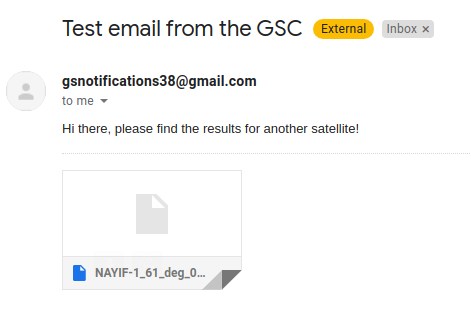 Test email from the GSC External Inbox ×
gsnotifications38@gmail.com
to me
Hi there, please find the results for another satellite!
NAYIF-1_61_deg_0...